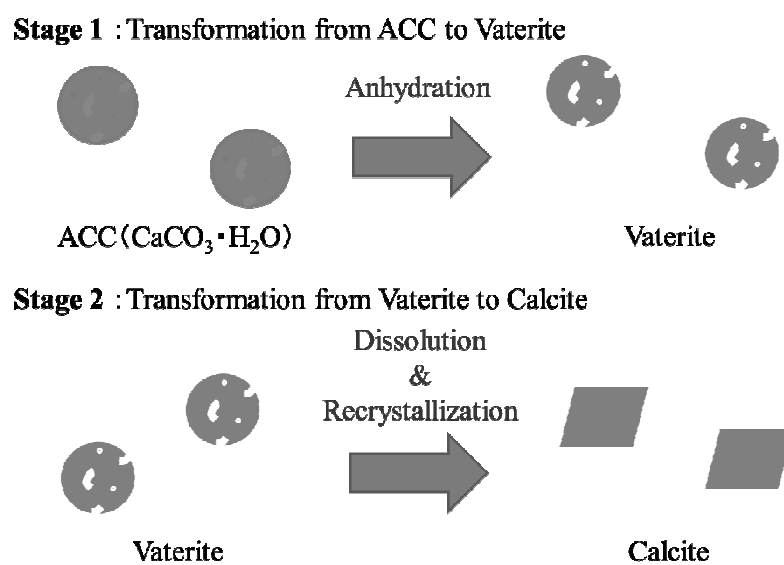 Stage 1 : Transformation from ACC to Vaterite
Anhydration
ACC(CaCO₃·H₂O)
Vaterite
Stage 2 : Transformation from Vaterite to Calcite
Dissolution
&
Recrystallization
Vaterite
Calcite